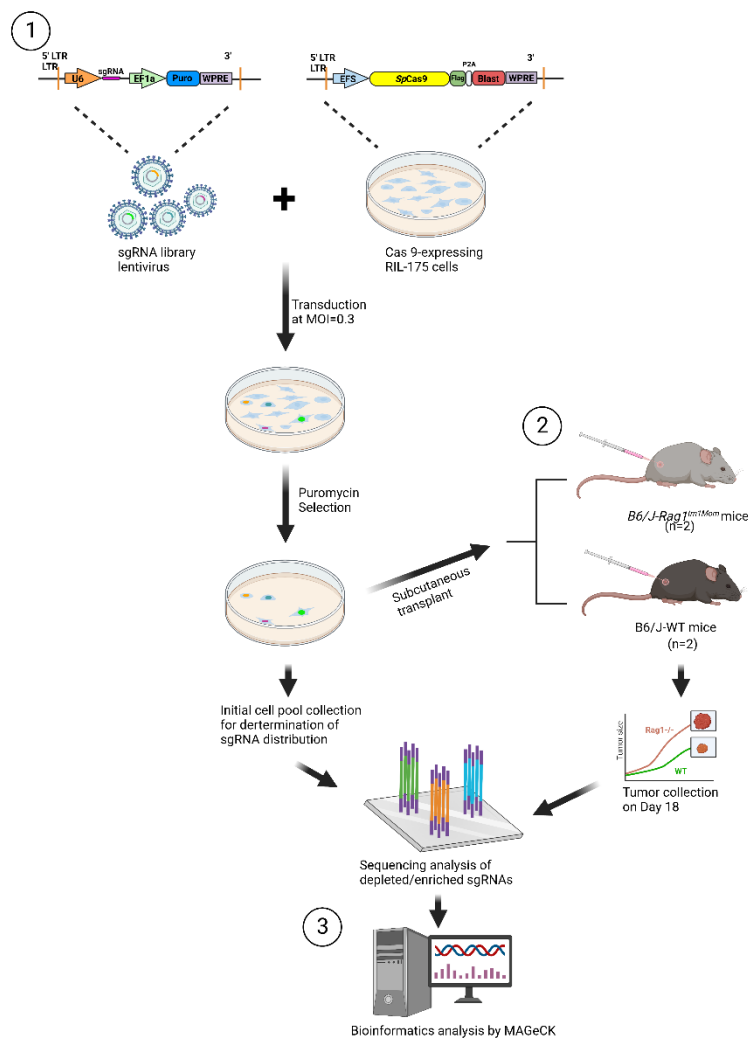 1
5' LTR
LTR
U6
sgRNA
EF1a
Puro
WPRE
3'
5' LTR
LTR
EFS
SpCas9
Flag
P2A
Blast
WPRE
3'
sgRNA library
lentivirus
+
Cas 9-expressing
RIL-175 cells
Transduction
at MOI=0.3
Puromycin
Selection
Subcutaneous
transplant
2
B6/J-Rag1tm1Mom mice
(n=2)
B6/J-WT mice
(n=2)
Initial cell pool collection
for dertermination of
sgRNA distribution
Tumor size
Rag1-/-
WT
Tumor collection
on Day 18
Sequencing analysis of
depleted/enriched sgRNAs
3
Bioinformatics analysis by MAGeCK